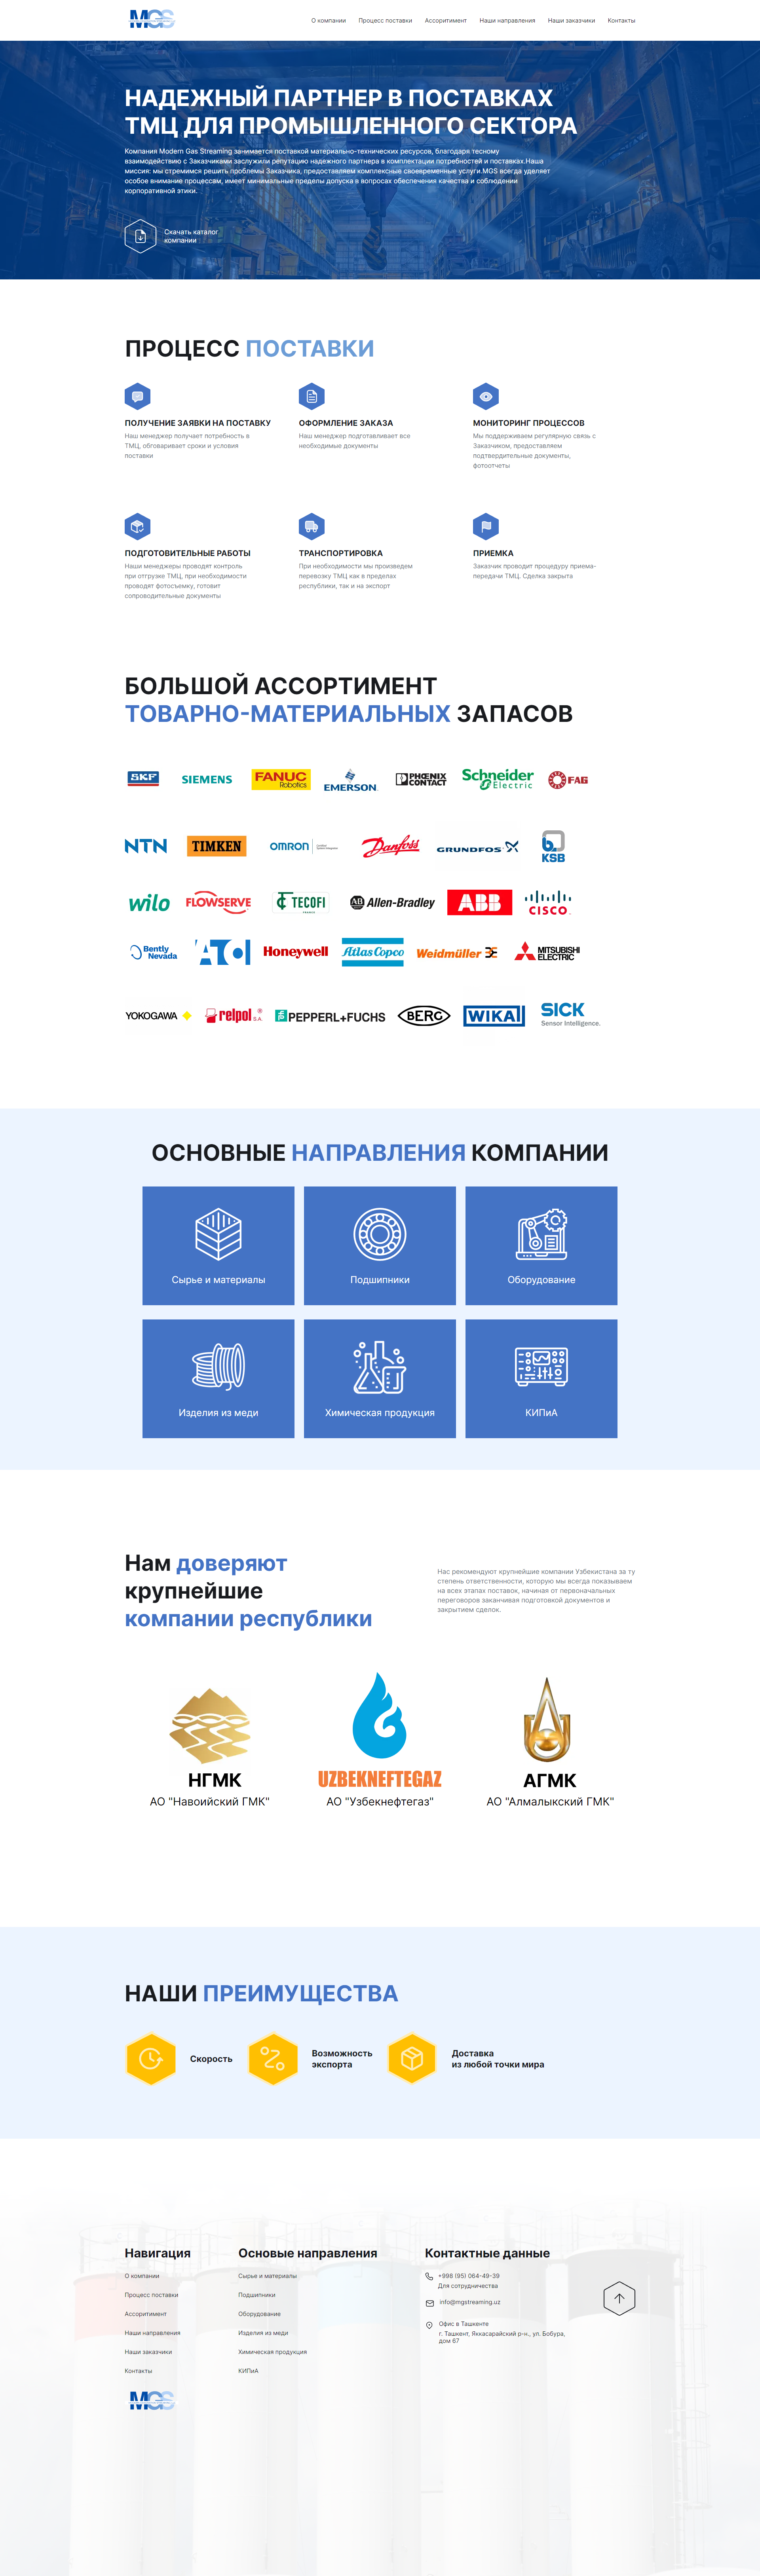 MGS
О компании
Процесс поставки
Ассоритимент
Наши направления
Наши заказчики
Контакты
НАДЕЖНЫЙ ПАРТНЕР В ПОСТАВКАХ
ТМЦ ДЛЯ ПРОМЫШЛЕННОГО СЕКТОРА
Компания Modern Gas Streaming занимается поставкой материально-технических ресурсов, благодаря тесному
взаимодействию с Заказчиками заслужили репутацию надежного партнера в комплектации потребностей и поставках.Наша
миссия: мы стремимся решить проблемы Заказчика, предоставляем комплексные своевременные услуги.MGS всегда уделяет
особое внимание процессам, имеет минимальные пределы допуска в вопросах обеспечения качества и соблюдении
корпоративной этики.
Скачать каталог
компании
ПРОЦЕСС ПОСТАВКИ
ПОЛУЧЕНИЕ ЗАЯВКИ НА ПОСТАВКУ
Наш менеджер получает потребность в
ТМЦ, обговаривает сроки и условия
поставки
ОФОРМЛЕНИЕ ЗАКАЗА
Наш менеджер подготавливает все
необходимые документы
МОНИТОРИНГ ПРОЦЕССОВ
Мы поддерживаем регулярную связь с
Заказчиком, предоставляем
подтвердительные документы,
фотоотчеты
ПОДГОТОВИТЕЛЬНЫЕ РАБОТЫ
Наши менеджеры проводят контроль
при отгрузке ТМЦ, при необходимости
проводят фотосъемку, готовит
сопроводительные документы
ТРАНСПОРТИРОВКА
При необходимости мы произведем
перевозку ТМЦ как в пределах
республики, так и на экспорт
ПРИЕМКА
Заказчик проводит процедуру приема-
передачи ТМЦ. Сделка закрыта
БОЛЬШОЙ АССОРТИМЕНТ
ТОВАРНО-МАТЕРИАЛЬНЫХ ЗАПАСОВ
SKF
SIEMENS
FANUC
Robotics
EMERSON
PHŒNIX
CONTACT
Schneider
Electric
FAG
NTN
TIMKEN
OMRON
Danfoss
GRUNDFOS
KSB
wilo
FLOWSERVE
TECOFI
FRANCE
AB Allen-Bradley
ABB
CISCO
Bently
Nevada
Honeywell
Atlas Copco
Weidmüller
MITSUBISHI
ELECTRIC
YOKOGAWA
relpol S.A.
PEPPERL+FUCHS
BERG
WIKAI
SICK
Sensor Intelligence.
ОСНОВНЫЕ НАПРАВЛЕНИЯ КОМПАНИИ
Сырье и материалы
Подшипники
Оборудование
Изделия из меди
Химическая продукция
КИПиА
Нам доверяют
крупнейшие
компании республики
Нас рекомендуют крупнейшие компании Узбекистана за ту
степень ответственности, которую мы всегда показываем
на всех этапах поставок, начиная от первоначальных
переговоров заканчивая подготовкой документов и
закрытием сделок.
НГМК
АО "Навоийский ГМК"
UZBEKNEFTEGAZ
АО "Узбекнефтегаз"
АГМК
АО "Алмалыкский ГМК"
НАШИ ПРЕИМУЩЕСТВА
Скорость
Возможность
экспорта
Доставка
из любой точки мира
Навигация
О компании
Процесс поставки
Ассоритимент
Наши направления
Наши заказчики
Контакты
MGS
Основые направления
Сырье и материалы
Подшипники
Оборудование
Изделия из меди
Химическая продукция
КИПиА
Контактные данные
+998 (95) 064-49-39
Для сотрудничества
info@mgstreaming.uz
Офис в Ташкенте
г. Ташкент, Яккасарайский р-н., ул. Бобура,
дом 67